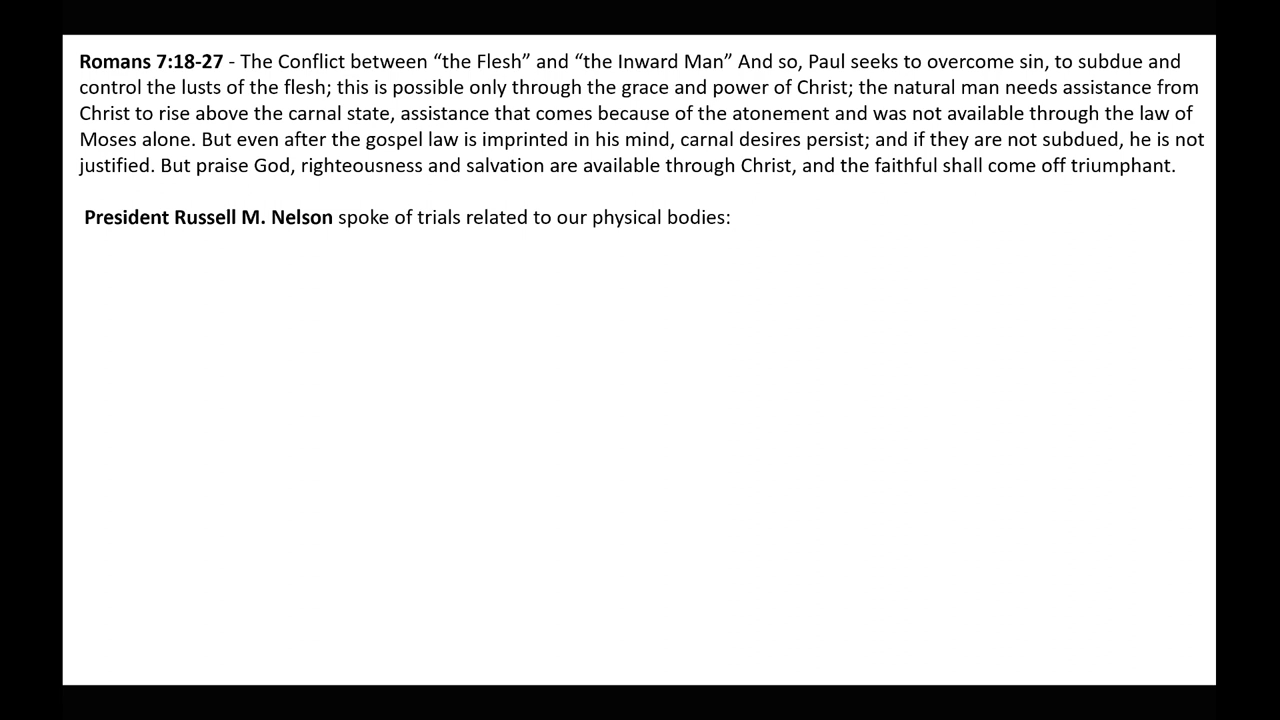 Romans 7:18-27 - The Conflict between “the Flesh” and “the Inward Man” And so, Paul seeks to overcome sin, to subdue and
control the lusts of the flesh; this is possible only through the grace and power of Christ; the natural man needs assistance from
Christ to rise above the carnal state, assistance that comes because of the atonement and was not available through the law of
Moses alone. But even after the gospel law is imprinted in his mind, carnal desires persist; and if they are not subdued, he is not
justified. But praise God, righteousness and salvation are available through Christ, and the faithful shall come off triumphant.
President Russell M. Nelson spoke of trials related to our physical bodies: